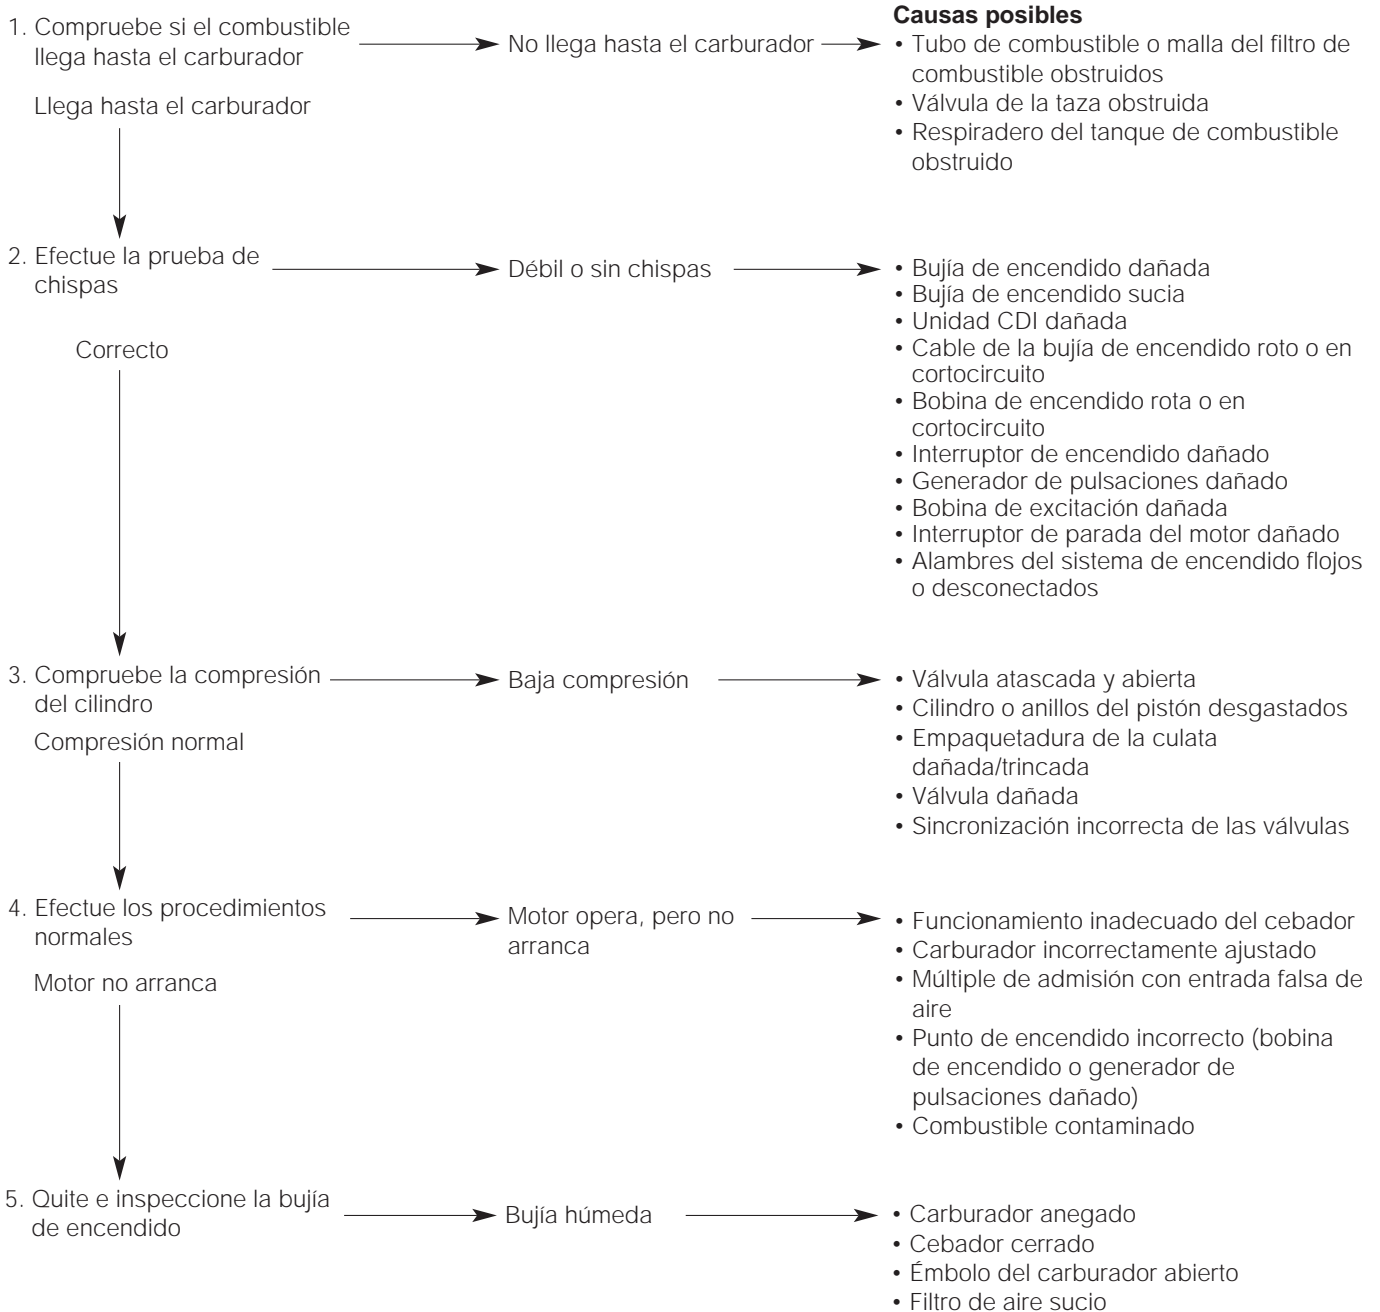 Causas posibles
1. Compruebe si el combustible
llega hasta el carburador
No llega hasta el carburador
• Tubo de combustible o malla del filtro de
combustible obstruidos
• Válvula de la taza obstruida
• Respiradero del tanque de combustible
obstruido
Llega hasta el carburador
2. Efectue la prueba de
chispas
Débil o sin chispas
• Bujía de encendido dañada
• Bujía de encendido sucia
• Unidad CDI dañada
• Cable de la bujía de encendido roto o en
cortocircuito
• Bobina de encendido rota o en
cortocircuito
• Interruptor de encendido dañado
• Generador de pulsaciones dañado
• Bobina de excitación dañada
• Interruptor de parada del motor dañado
• Alambres del sistema de encendido flojos
o desconectados
Correcto
3. Compruebe la compresión
del cilindro
Baja compresión
• Válvula atascada y abierta
• Cilindro o anillos del pistón desgastados
• Empaquetadura de la culata
dañada/trincada
• Válvula dañada
• Sincronización incorrecta de las válvulas
Compresión normal
4. Efectue los procedimientos
normales
Motor opera, pero no
arranca
• Funcionamiento inadecuado del cebador
• Carburador incorrectamente ajustado
• Múltiple de admisión con entrada falsa de
aire
• Punto de encendido incorrecto (bobina
de encendido o generador de
pulsaciones dañado)
• Combustible contaminado
Motor no arranca
5. Quite e inspeccione la bujía
de encendido
Bujía húmeda
• Carburador anegado
• Cebador cerrado
• Émbolo del carburador abierto
• Filtro de aire sucio